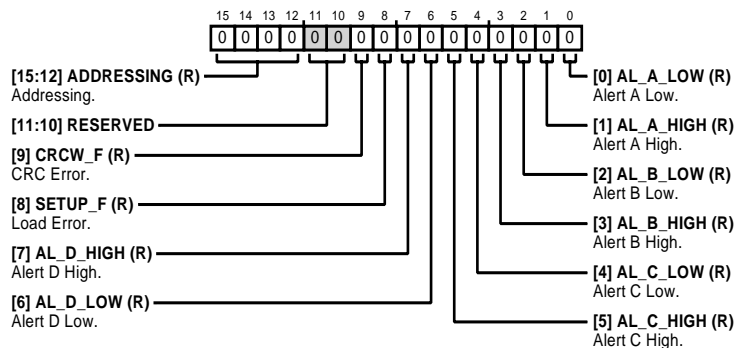 15 14 13 12 11 10 9 8 7 6 5 4 3 2 1 0
0 0 0 0 0 0 0 0 0 0 0 0 0 0 0 0
[15:12] ADDRESSING (R)
Addressing.
[11:10] RESERVED
[9] CRCW_F (R)
CRC Error.
[8] SETUP_F (R)
Load Error.
[7] AL_D_HIGH (R)
Alert D High.
[6] AL_D_LOW (R)
Alert D Low.
[0] AL_A_LOW (R)
Alert A Low.
[1] AL_A_HIGH (R)
Alert A High.
[2] AL_B_LOW (R)
Alert B Low.
[3] AL_B_HIGH (R)
Alert B High.
[4] AL_C_LOW (R)
Alert C Low.
[5] AL_C_HIGH (R)
Alert C High.